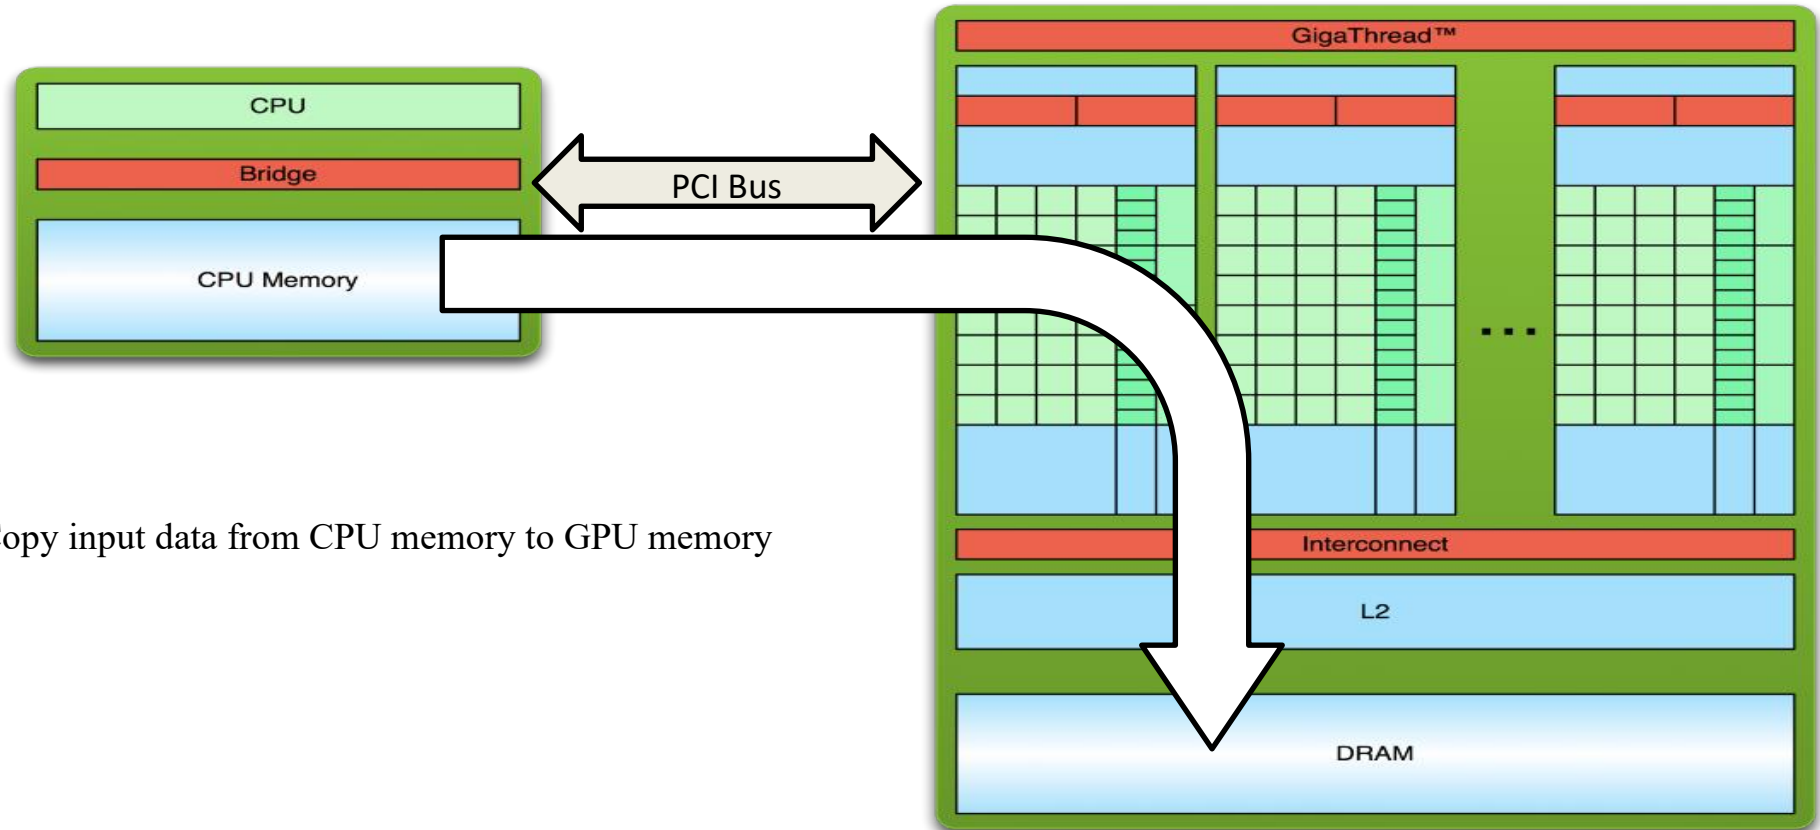 GigaThread™
CPU
Bridge
PCI Bus
CPU Memory
...
opy input data from CPU memory to GPU memory
Interconnect
L2
DRAM